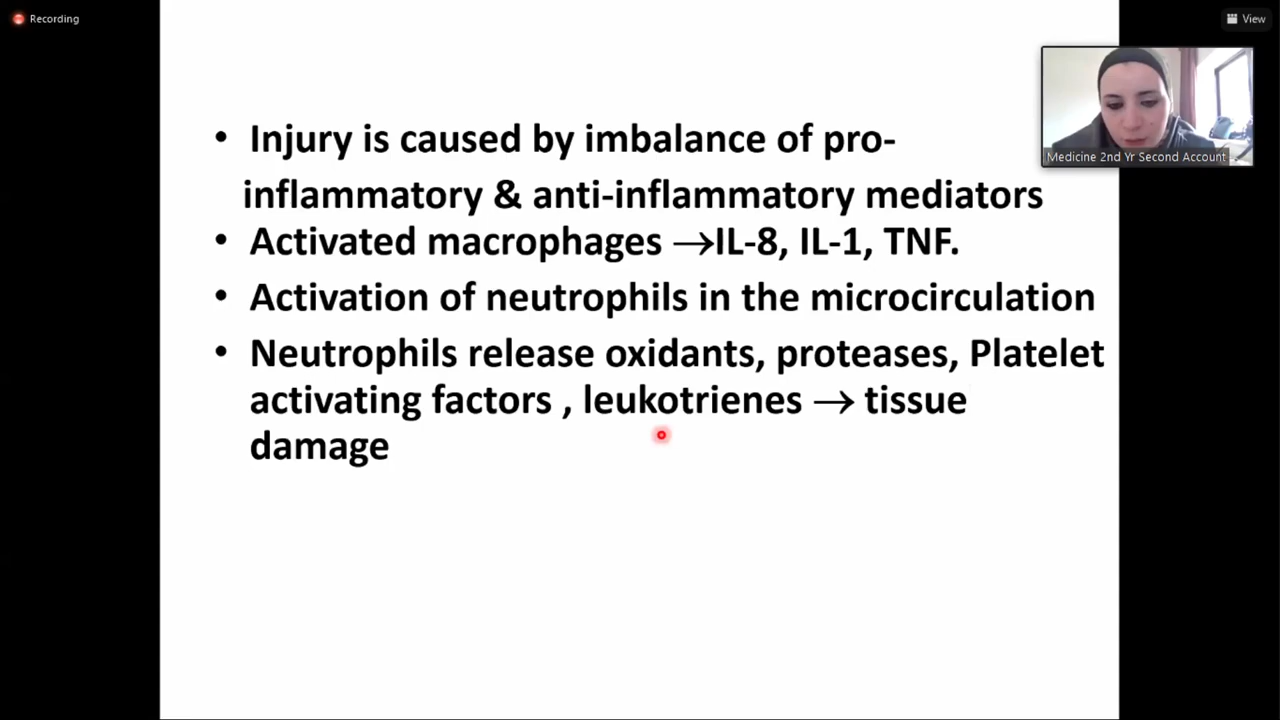 Recording
View
• Injury is caused by imbalance of pro-
inflammatory & anti-inflammatory mediators
• Activated macrophages →IL-8, IL-1, TNF.
• Activation of neutrophils in the microcirculation
• Neutrophils release oxidants, proteases, Platelet
activating factors , leukotrienes → tissue
damage
Medicine 2nd Yr Second Account